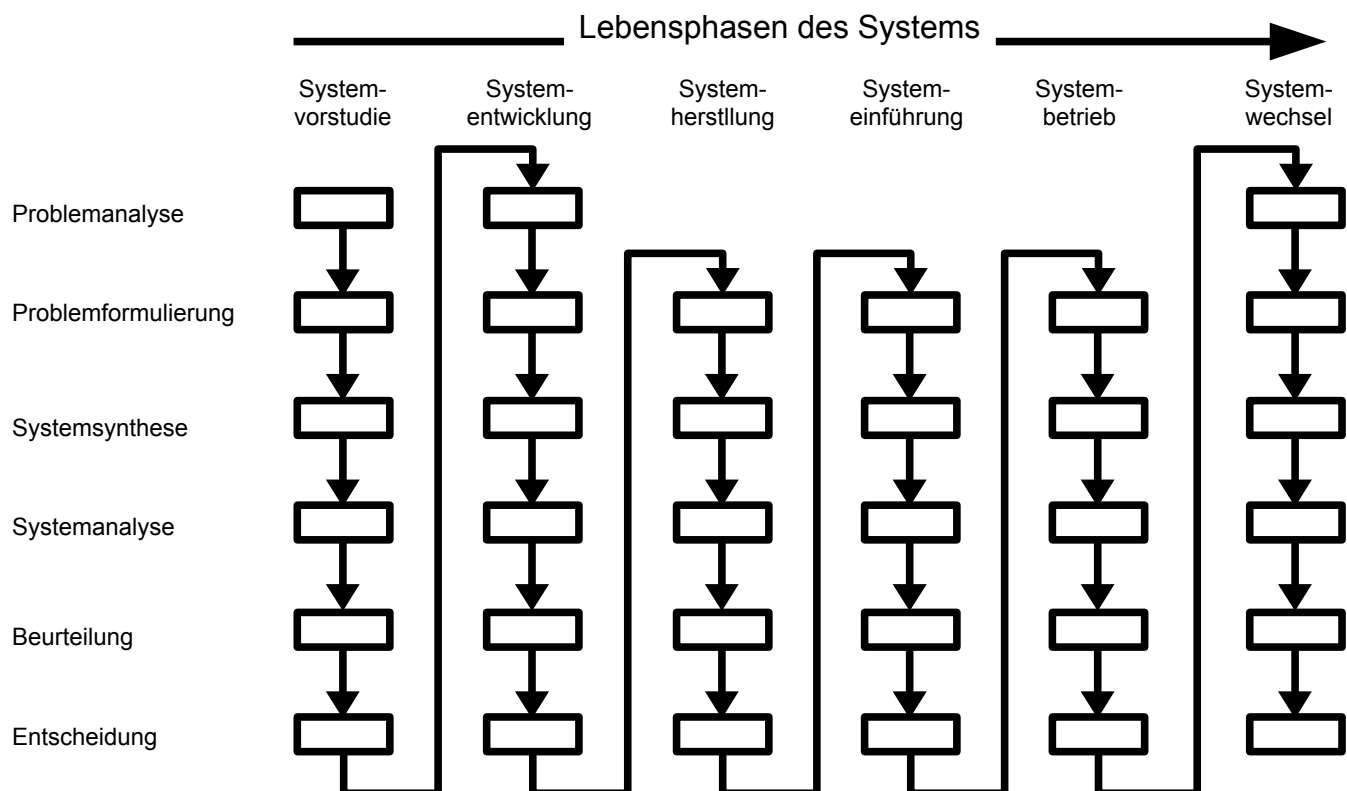 Lebensphasen des Systems
System-
vorstudie
System-
entwicklung
System-
herstllung
System-
einführung
System-
betrieb
System-
wechsel
Problemanalyse
Problemformulierung
Systemsynthese
Systemanalyse
Beurteilung
Entscheidung